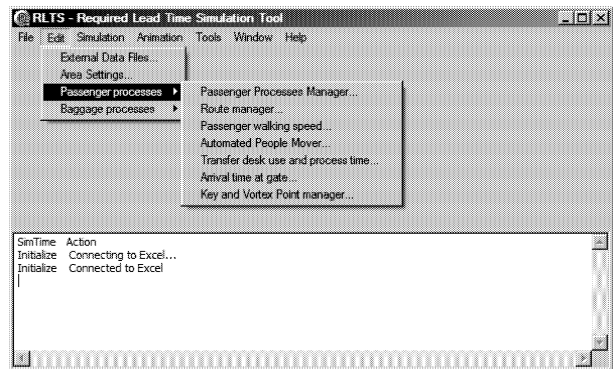 RLTS - Required Lead Time Simulation Tool
File Edit Simulation Animation Tools Window Help
External Data Files...
Area Settings...
Passenger processes
Baggage processes
Passenger Processes Manager...
Route manager...
Passenger walking speed...
Automated People Mover...
Transfer desk use and process time...
Arrival time at gate...
Key and Vortex Point manager...
SimTime Action
Initialize Connecting to Excel...
Initialize Connected to Excel